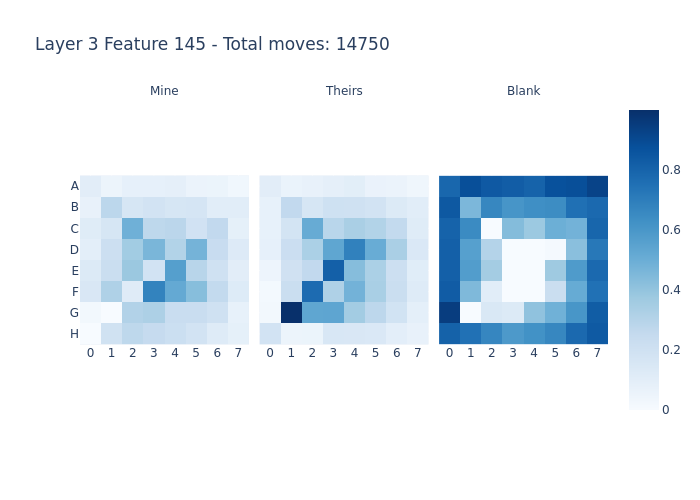 Layer 3 Feature 145 - Total moves: 14750
Mine
Theirs
Blank
A
B
C
D
E
F
G
H
0 1 2 3 4 5 6 7
0 1 2 3 4 5 6 7
0 1 2 3 4 5 6 7
0.8
0.6
0.4
0.2
0